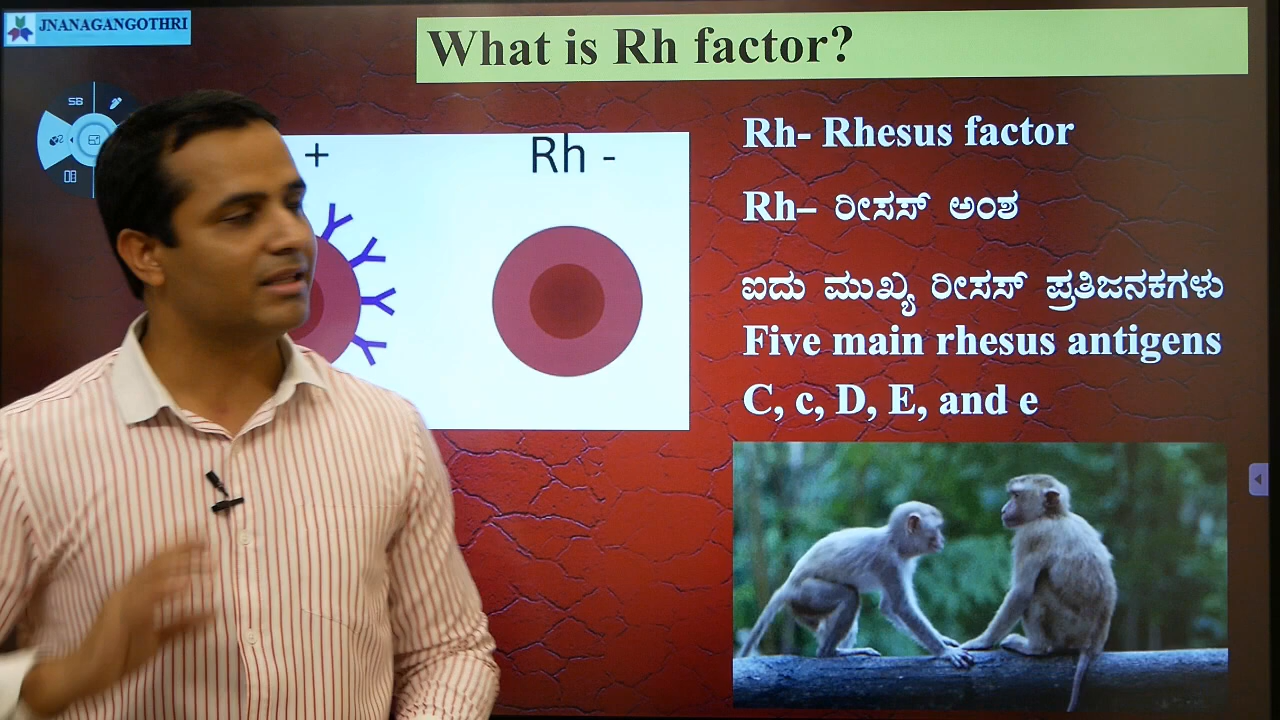 JNANAGANGOTHRI
What is Rh factor?
SB
+
Rh -
Rh- Rhesus factor
Rh– ರೀಸಸ್ ಅಂಶ
ಐದು ಮುಖ್ಯ ರೀಸಸ್ ಪ್ರತಿಜನಕಗಳು
Five main rhesus antigens
C, c, D, E, and e